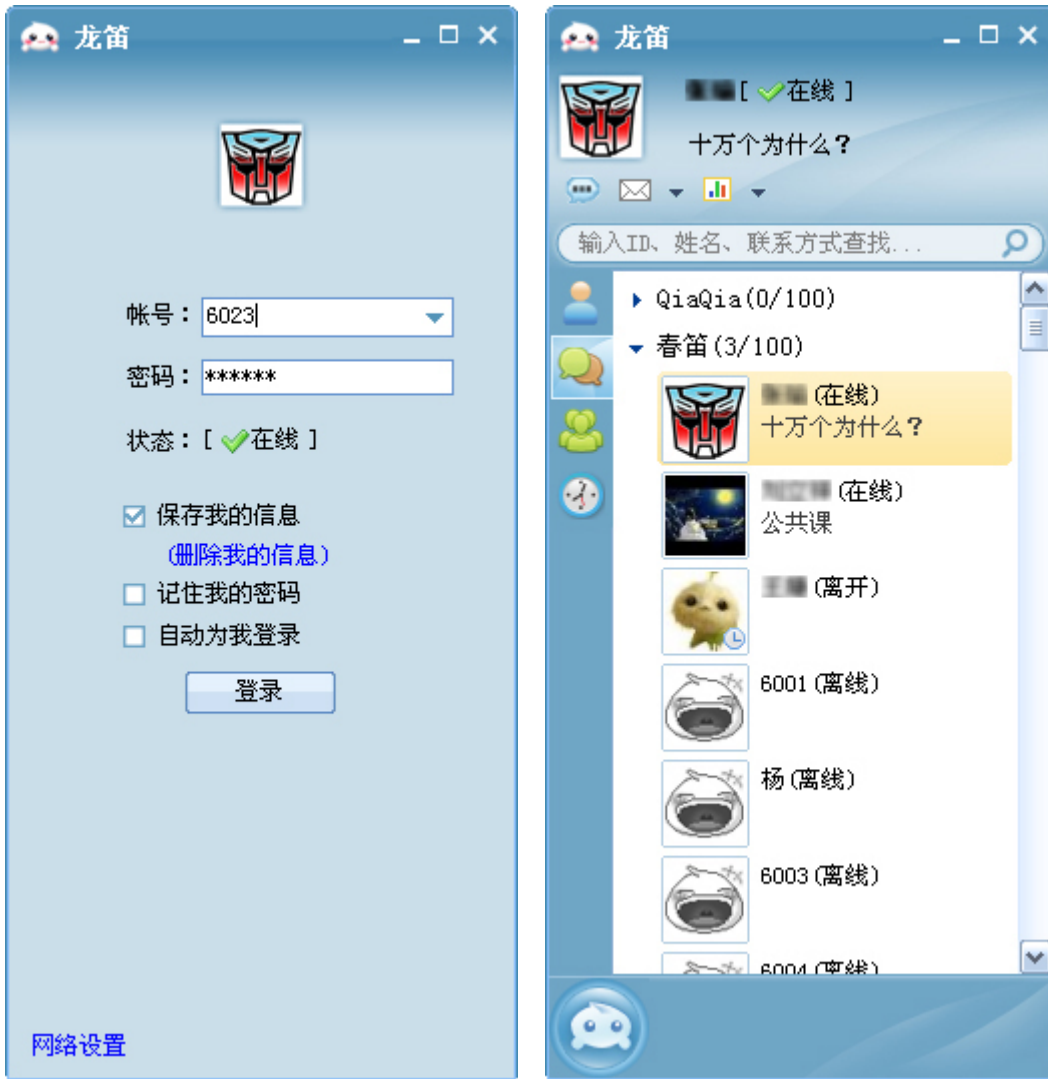 龙笛
帐号：6023
密码：******
状态：[在线 ]
保存我的信息
(删除我的信息)
记住我的密码
自动为我登录
登录
网络设置
龙笛
[在线 ]
十万个为什么？
输入ID、姓名、联系方式查找...
QiaQia(0/100)
春笛(3/100)
(在线)
十万个为什么？
(在线)
公共课
(离开)
6001(离线)
杨(离线)
6003(离线)
6004(离线)